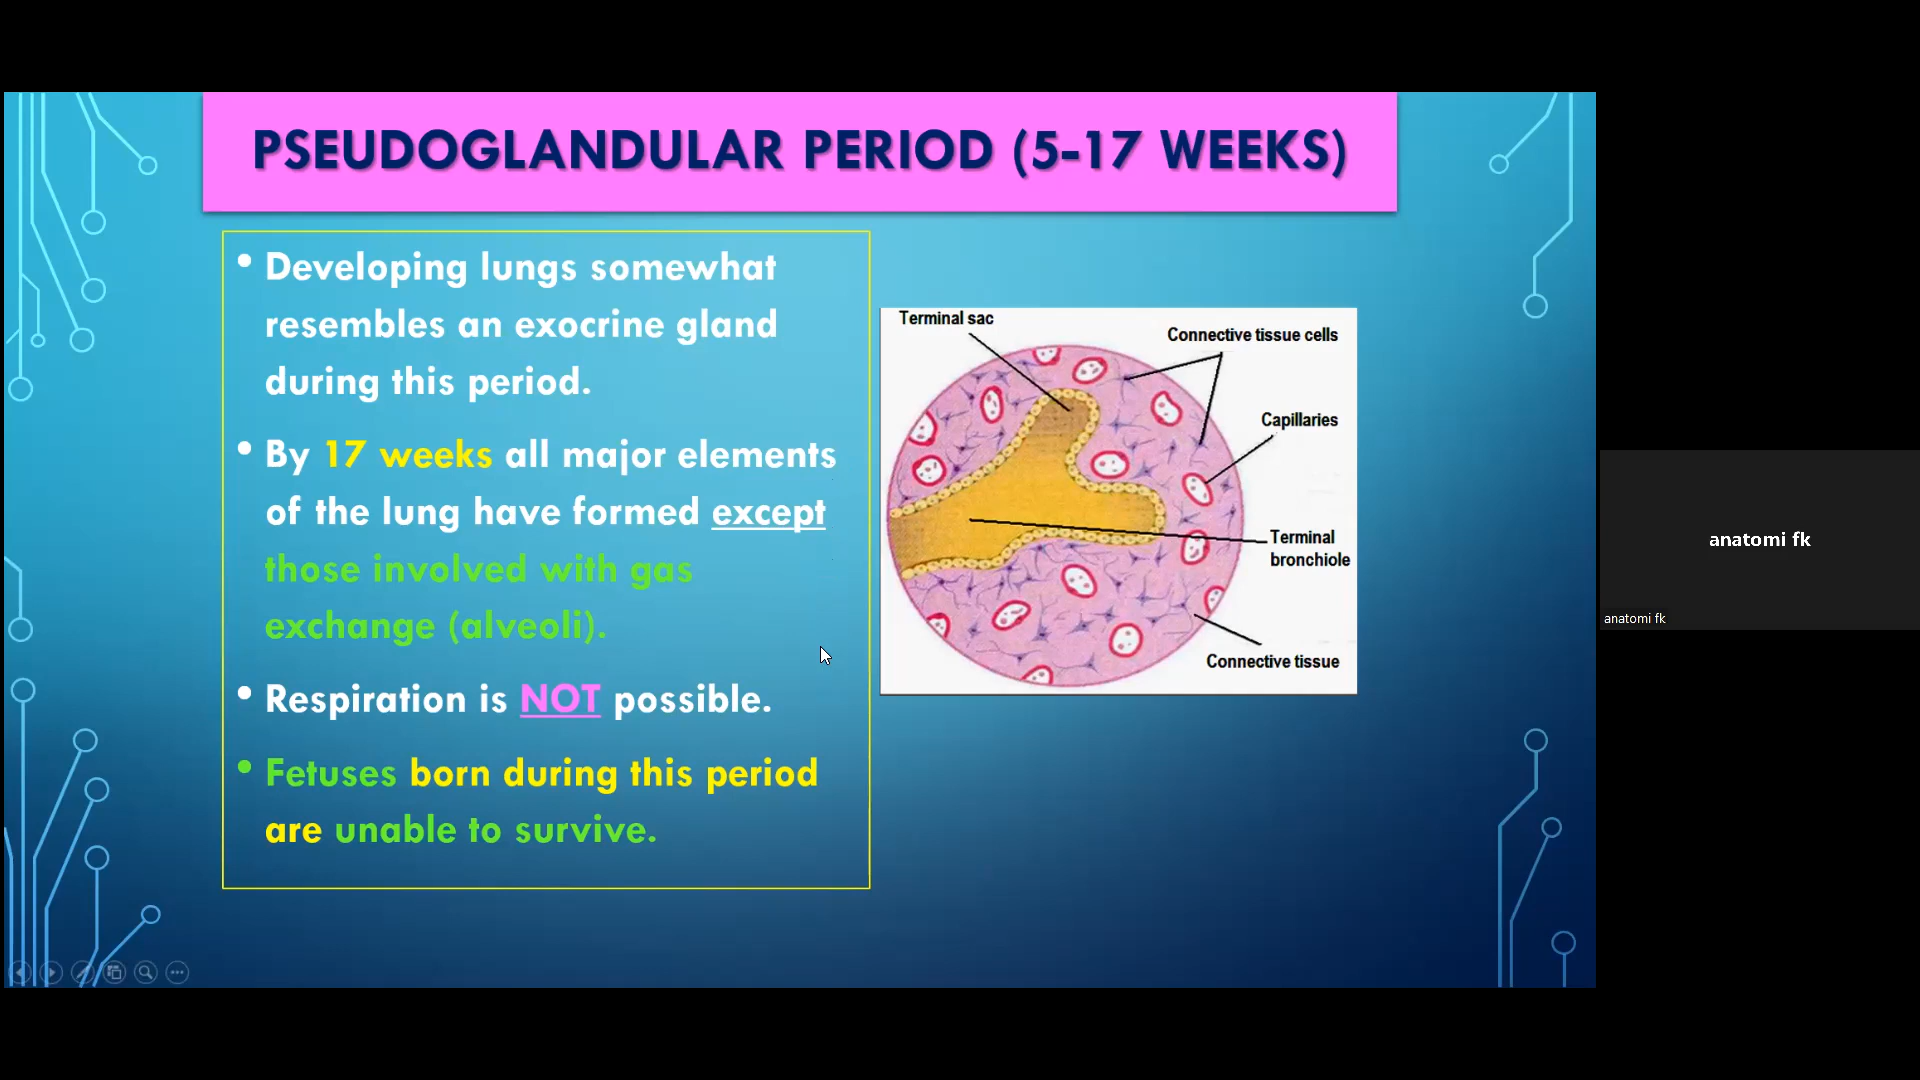 PSEUDOGLANDULAR PERIOD (5-17 WEEKS)
• Developing lungs somewhat
resembles an exocrine gland
during this period.
• By 17 weeks all major elements
of the lung have formed except
those involved with gas
exchange (alveoli).
• Respiration is NOT possible.
• Fetuses born during this period
are unable to survive.
Terminal sac
Connective tissue cells
Capillaries
Terminal
bronchiole
Connective tissue
anatomi fk
anatomi fk